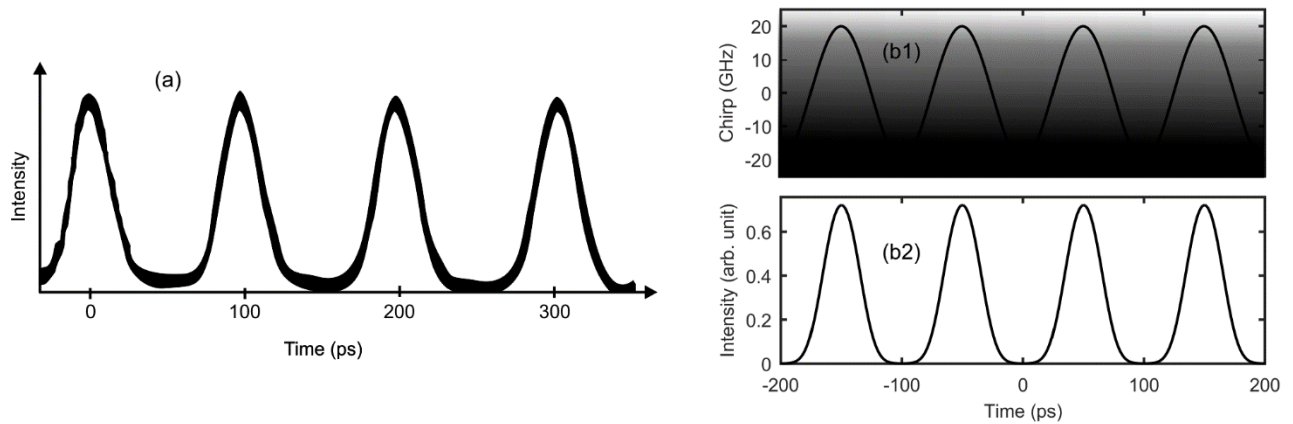 (a)
Intensity
0
100
200
300
Time (ps)
(b1)
Chirp (GHz)
20
10
0
-10
-20
(b2)
Intensity (arb. unit)
0.6
0.4
0.2
0
-200
-100
0
100
200
Time (ps)